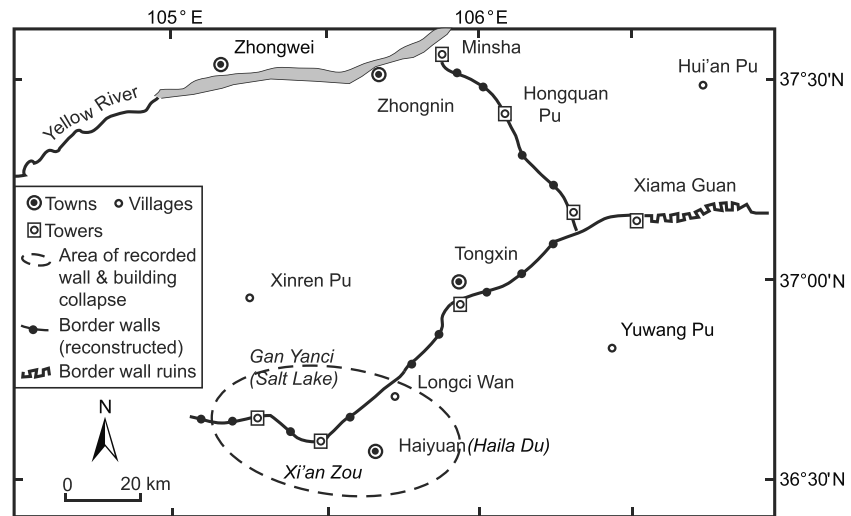 105° E
106° E
Zhongwei
Minsha
Hui'an Pu
37°30'N
Yellow River
Zhongnin
Hongquan
Pu
Xiama Guan
Towns
Villages
Towers
Area of recorded
wall & building
collapse
Border walls
(reconstructed)
Border wall ruins
Tongxin
37°00'N
Xinren Pu
Yuwang Pu
Gan Yanci
(Salt Lake)
Longci Wan
N
Haiyuan (Haila Du)
Xi'an Zou
36°30'N
0 20 km